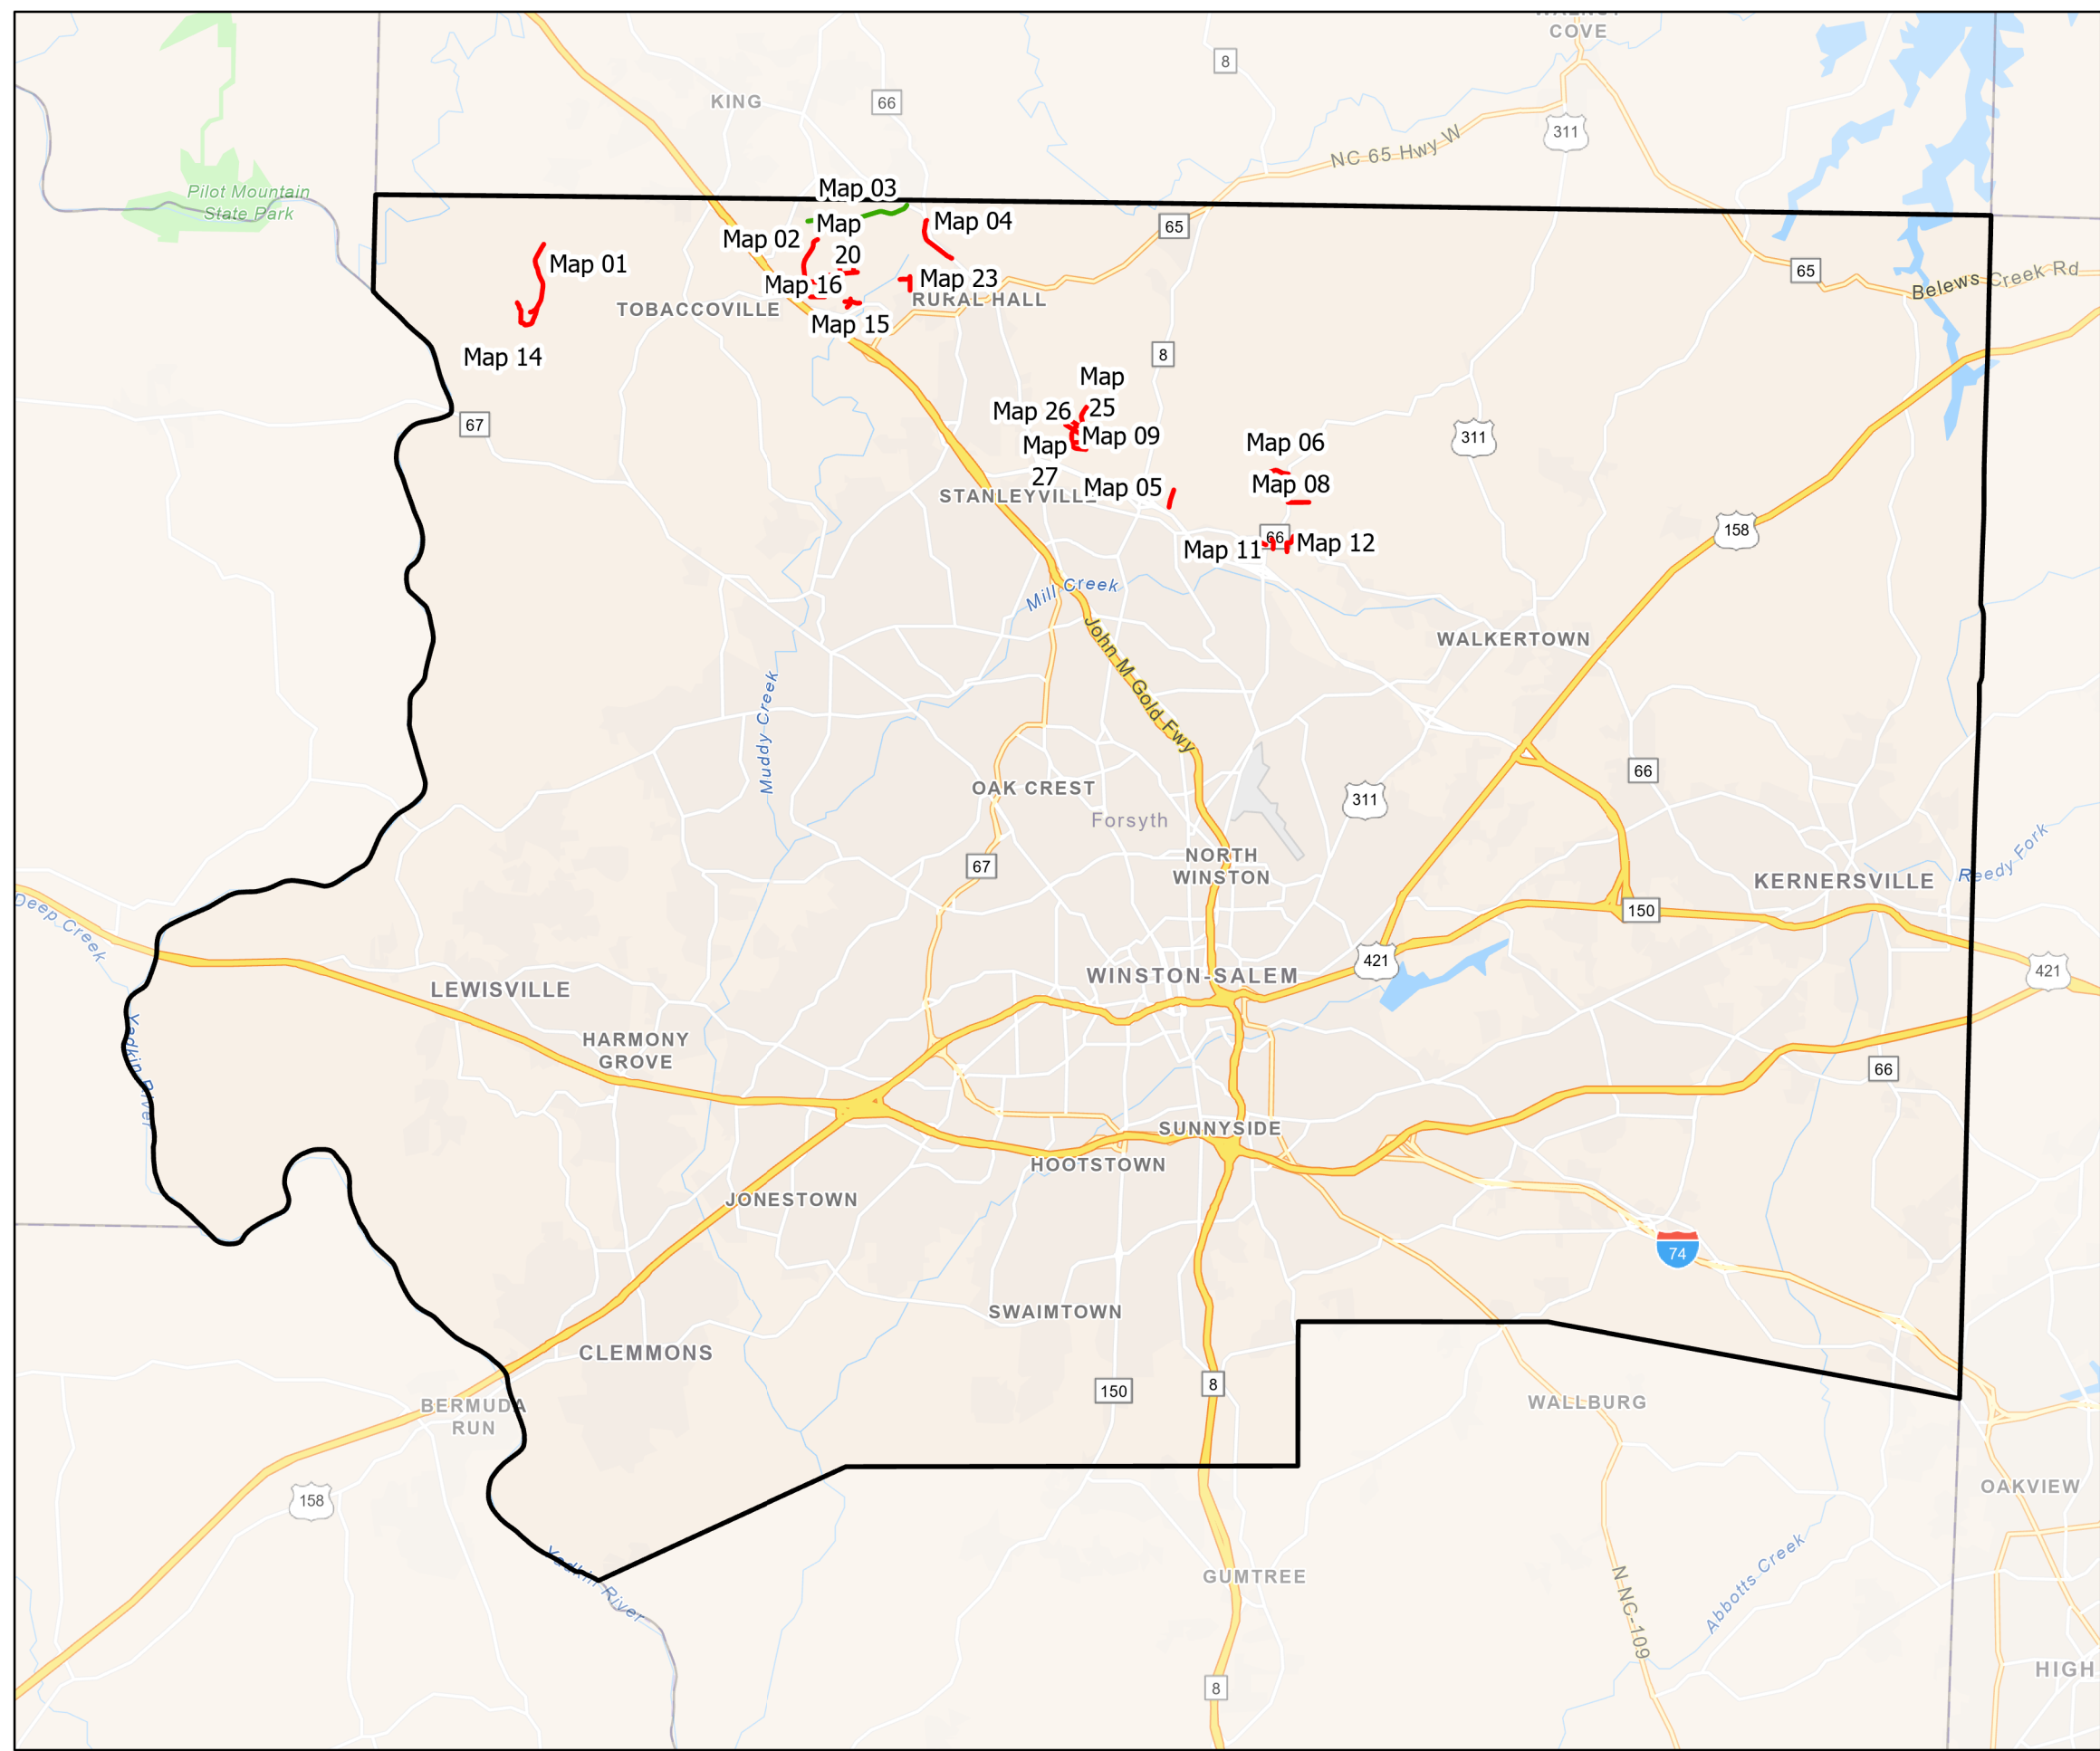 COVE
8
KING
66
311
NC 65 Hwy W
Pilot Mountain
State Park
Map 03
Map 04
65
Map
20
Map 02
Map 01
65
Belews Creek Rd
Map 16
Map 23
RURAL HALL
TOBACCOVILLE
Map 15
Map 14
8
Map
25
Map 26
Map 09
67
Map
27
Map 06
311
Map 08
Map 05
STANLEYVILLE
158
66
Map 11
Map 12
Mill Creek
John M Gold Fwy
WALKERTOWN
Muddy Creek
66
OAK CREST
311
Forsyth
NORTH
WINSTON
67
KERNERSVILLE
Reedy Fork
150
Deep Creek
421
421
WINSTON-SALEM
LEWISVILLE
HARMONY
GROVE
Yadkin River
66
SUNNYSIDE
HOOTSTOWN
JONESTOWN
74
SWAIMTOWN
CLEMMONS
150
8
BERMUDA
RUN
WALLBURG
158
OAKVIEW
Yadkin River
GUMTREE
N NC-109
Abbotts Creek
HIGH
8